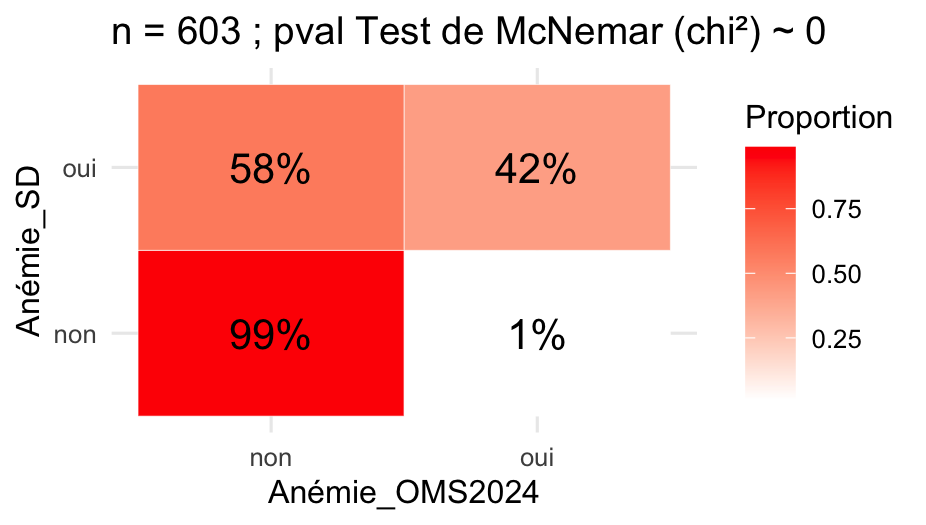 n = 603 ; pval Test de McNemar (chi²) ~ 0
Proportion
0.75
0.50
0.25
Anémie_SD
oui
58%
42%
non
99%
1%
non
oui
Anémie_OMS2024